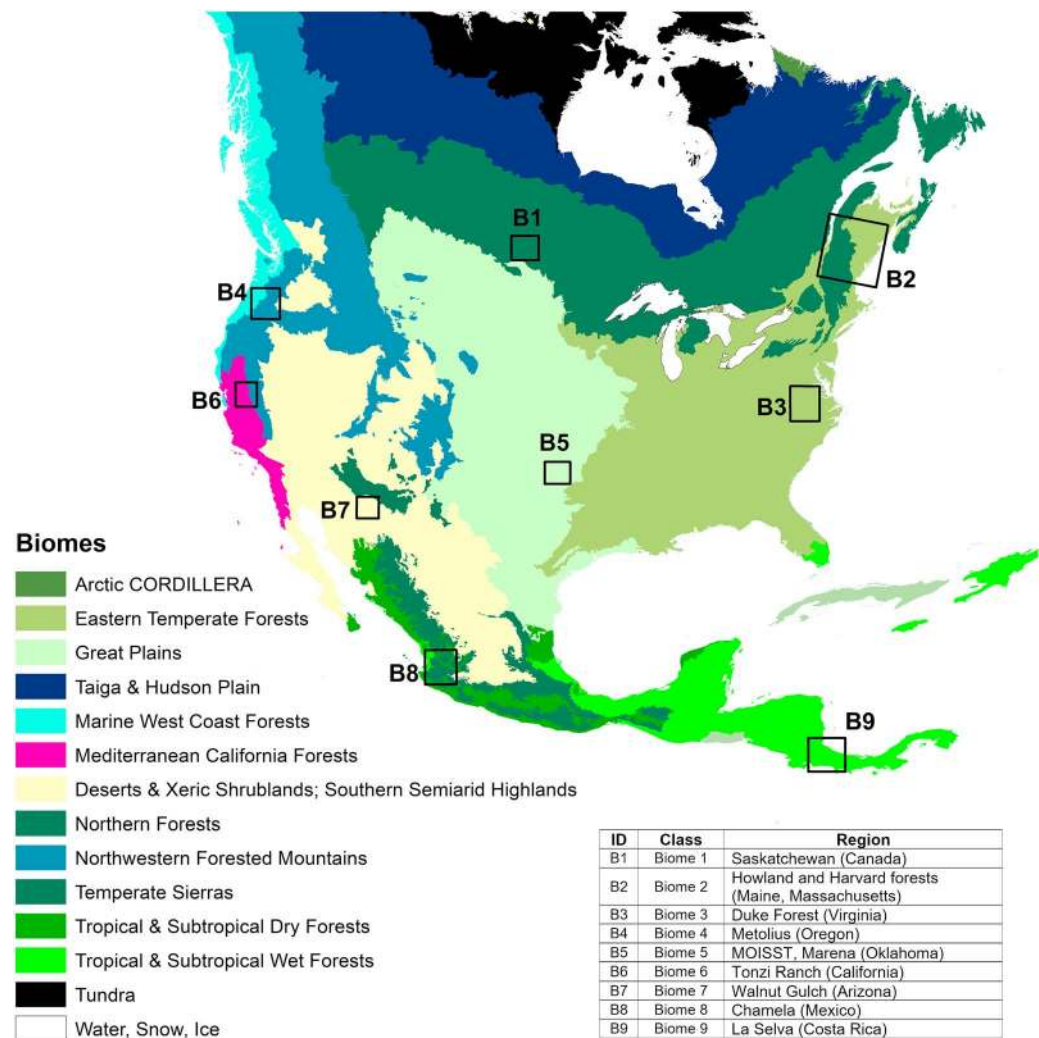 B1
B2
B4
B3
B6
B5
B7
B8
B9
Biomes
Arctic CORDILLERA
Eastern Temperate Forests
Great Plains
Taiga & Hudson Plain
Marine West Coast Forests
Mediterranean California Forests
Deserts & Xeric Shrublands; Southern Semiarid Highlands
Northern Forests
Northwestern Forested Mountains
Temperate Sierras
Tropical & Subtropical Dry Forests
Tropical & Subtropical Wet Forests
Tundra
Water, Snow, Ice
ID Class Region
B1 Biome 1 Saskatchewan (Canada)
B2 Biome 2 Howland and Harvard forests
(Maine, Massachusetts)
B3 Biome 3 Duke Forest (Virginia)
B4 Biome 4 Metolius (Oregon)
B5 Biome 5 MOISST, Marena (Oklahoma)
B6 Biome 6 Tonzi Ranch (California)
B7 Biome 7 Walnut Gulch (Arizona)
B8 Biome 8 Chamela (Mexico)
B9 Biome 9 La Selva (Costa Rica)